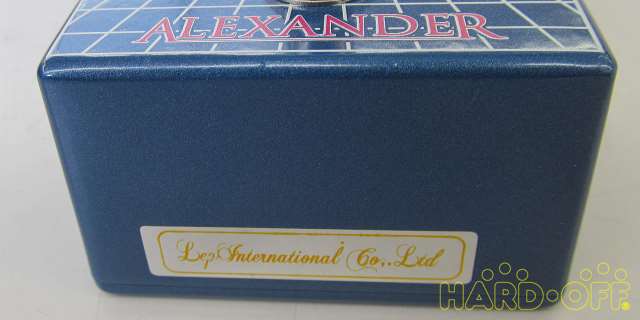 ALEXANDER
Lep International Co,.Ltd
HARD·OFF